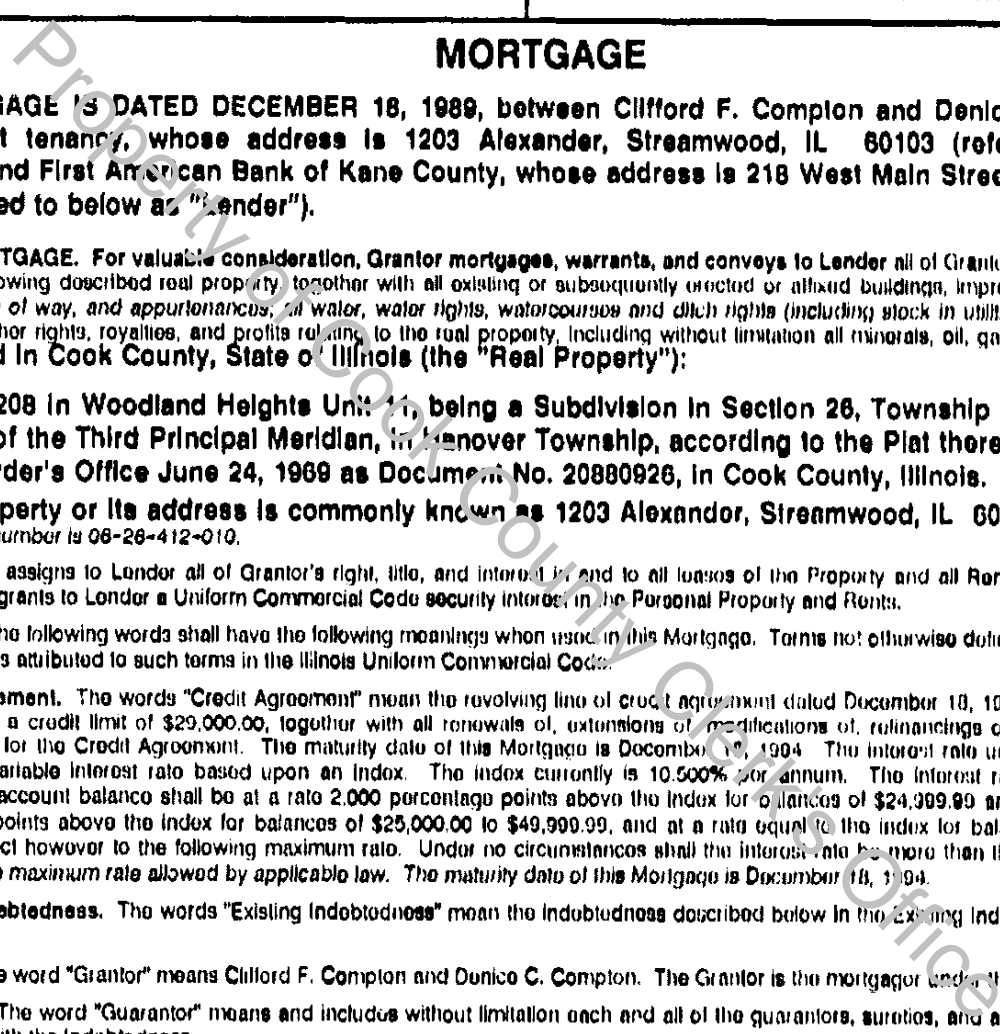 MORTGAGE
GAGE IS DATED DECEMBER 18, 1989, between Clifford F. Compton and Denic
t tenancy, whose address is 1203 Alexander, Streamwood, IL 60103 (refe
nd First American Bank of Kane County, whose address is 218 West Main Stree
ed to below as "Lender").
TGAGE. For valuable consideration, Grantor mortgages, warrants, and conveys to Lender all of Granto
owing described real property, together with all existing or subsequently erected or affixed buildings, impr
of way, and appurtenances; all water, water rights, watercourses and ditch rights (including stock in utilit
her rights, royalties, and profits relating to the real property, including without limitation all minerals, oil, ga
d in Cook County, State of Illinois (the "Real Property"):
208 in Woodland Heights Unit 11, being a Subdivision in Section 26, Township
of the Third Principal Meridian, in Hanover Township, according to the Plat there
rder's Office June 24, 1969 as Document No. 20880926, in Cook County, Illinois.
perty or its address is commonly known as 1203 Alexander, Streamwood, IL 60
umber is 06-26-412-010.
assigns to Lender all of Grantor's right, title, and interest in and to all leases of the Property and all Ren
grants to Lender a Uniform Commercial Code security interest in the Personal Property and Rents.
he following words shall have the following meanings when used in this Mortgage. Terms not otherwise defin
s attributed to such terms in the Illinois Uniform Commercial Code.
ement. The words "Credit Agreement" mean the revolving line of credit agreement dated December 18, 19
a credit limit of $29,000.00, together with all renewals of, extensions of, modifications of, refinancings o
for the Credit Agreement. The maturity date of this Mortgage is December 18, 1994 The interest rate un
ariable interest rate based upon an index. The index currently is 10.500% per annum. The interest r
account balance shall be at a rate 2.000 percentage points above the index for balances of $24,999.99 an
points above the index for balances of $25,000.00 to $49,999.99, and at a rate equal to the index for bal
ct however to the following maximum rate. Under no circumstances shall the interest rate be more than t
maximum rate allowed by applicable law. The maturity date of this Mortgage is December 18, 1994.
ebtedness. The words "Existing Indebtedness" mean the indebtedness described below in the Existing Ind
e word "Grantor" means Clifford F. Compton and Denice C. Compton. The Grantor is the mortgagor under th
The word "Guarantor" means and includes without limitation each and all of the guarantors, sureties, and a
Property of Cook County Clerk's Office